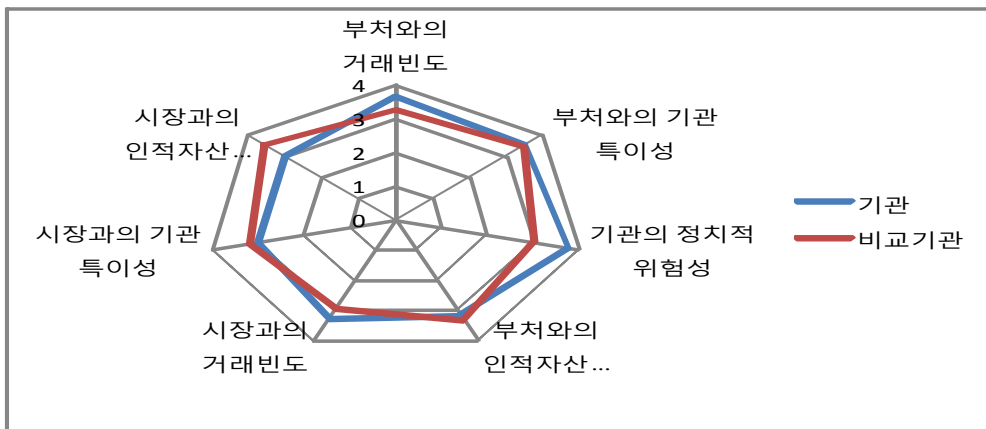 부처와의
거래빈도
부처와의 기관
특이성
기관의 정치적
위험성
부처와의
인적자산...
시장과의
거래빈도
시장과의 기관
특이성
시장과의
인적자산...
4
3
2
1
0
기관
비교기관